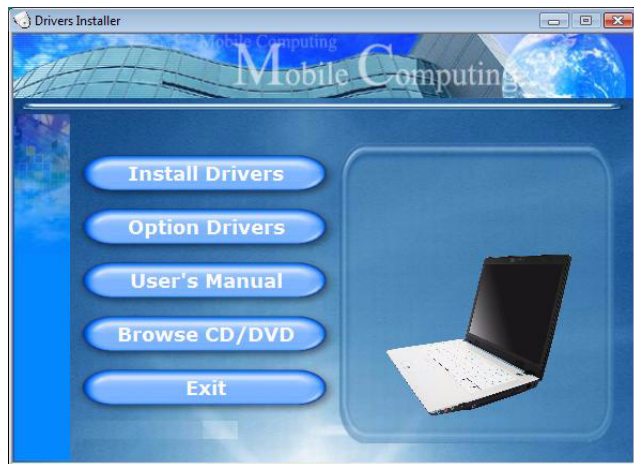 Drivers Installer
Mobile Computing
Mobile Computing
Install Drivers
Option Drivers
User's Manual
Browse CD/DVD
Exit